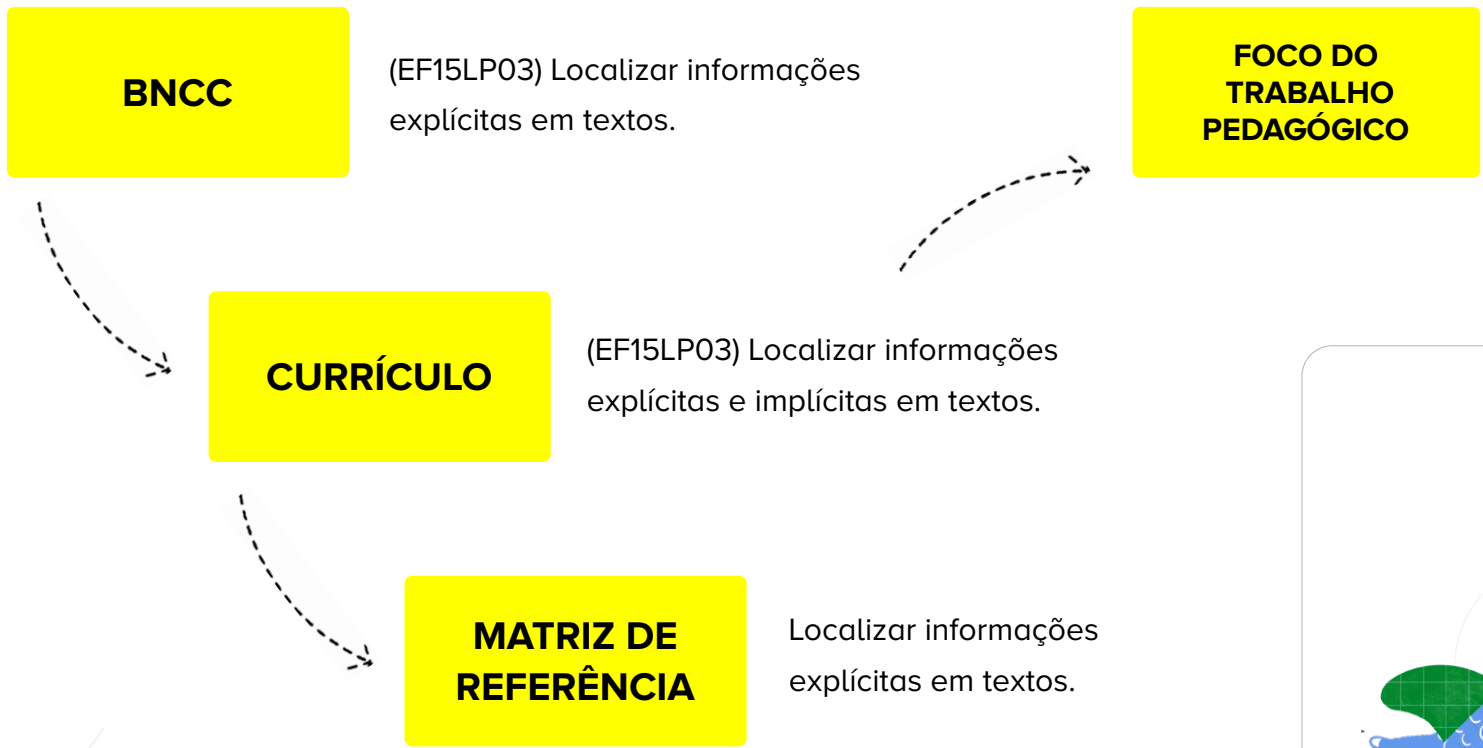 BNCC
(EF15LP03) Localizar informações
explícitas em textos.
FOCO DO
TRABALHO
PEDAGÓGICO
CURRÍCULO
(EF15LP03) Localizar informações
explícitas e implícitas em textos.
MATRIZ DE
REFERÊNCIA
Localizar informações
explícitas em textos.